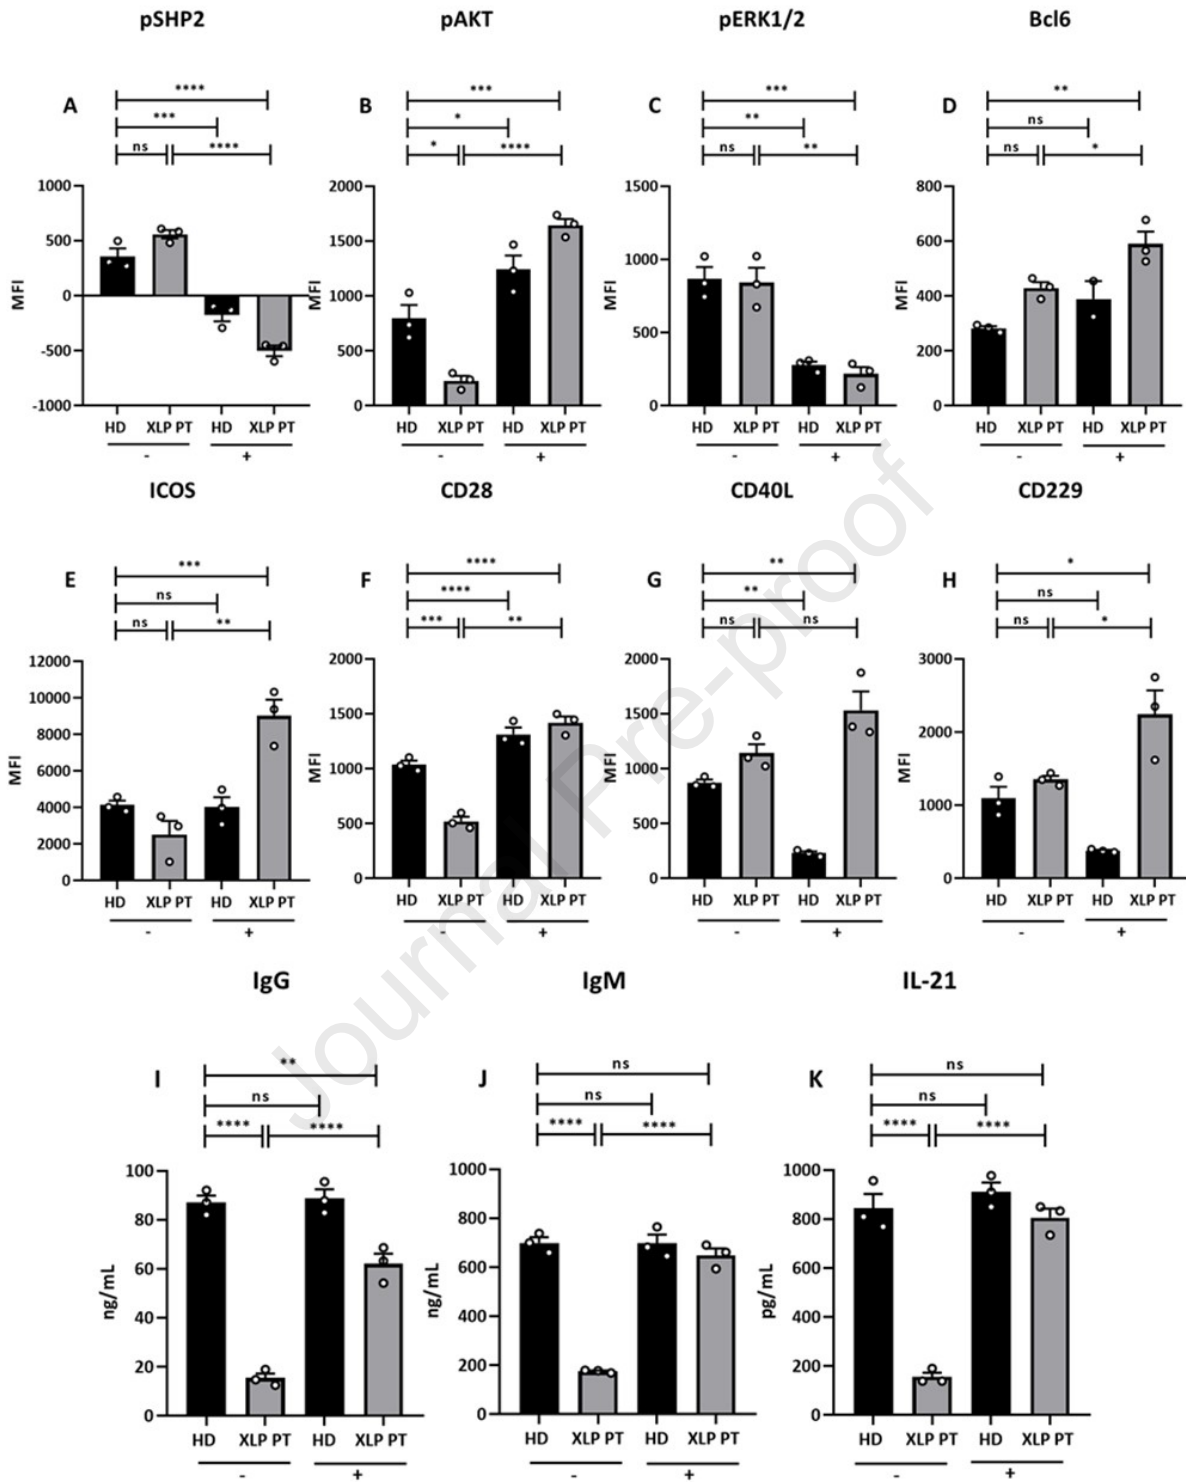 pSHP2 pAKT pERK1/2 Bcl6
A B C D
**** *** *** **
*** * ** ns
ns **** * **** ns ** ns *
1000 2000 1500 800
500 1500 1000 600
0 1000 500 400
-500 500 0 200
-1000 0 0
MFI MFI MFI MFI
HD XLP PT HD XLP PT HD XLP PT HD XLP PT HD XLP PT HD XLP PT HD XLP PT HD XLP PT
- + - + - + - +
ICOS CD28 CD40L CD229
E F G H
*** **** ** *
ns **** ** ns
ns ** *** ** ns ns ns *
12000 2000 2000 3000
10000 1500 1500 2000
8000 1000 1000 1000
6000 500 500 0
4000 0 0
2000
0
MFI MFI MFI MFI
HD XLP PT HD XLP PT HD XLP PT HD XLP PT HD XLP PT HD XLP PT HD XLP PT HD XLP PT
- + - + - + - +
IgG IgM IL-21
I J K
** ns ns
ns ns ns
**** **** **** **** **** ****
100 1000 1000
80 800 800
60 600 600
40 400 400
20 200 200
0 0 0
ng/mL ng/mL pg/mL
HD XLP PT HD XLP PT HD XLP PT HD XLP PT HD XLP PT HD XLP PT
- + - + - +
Journal Pre-proof